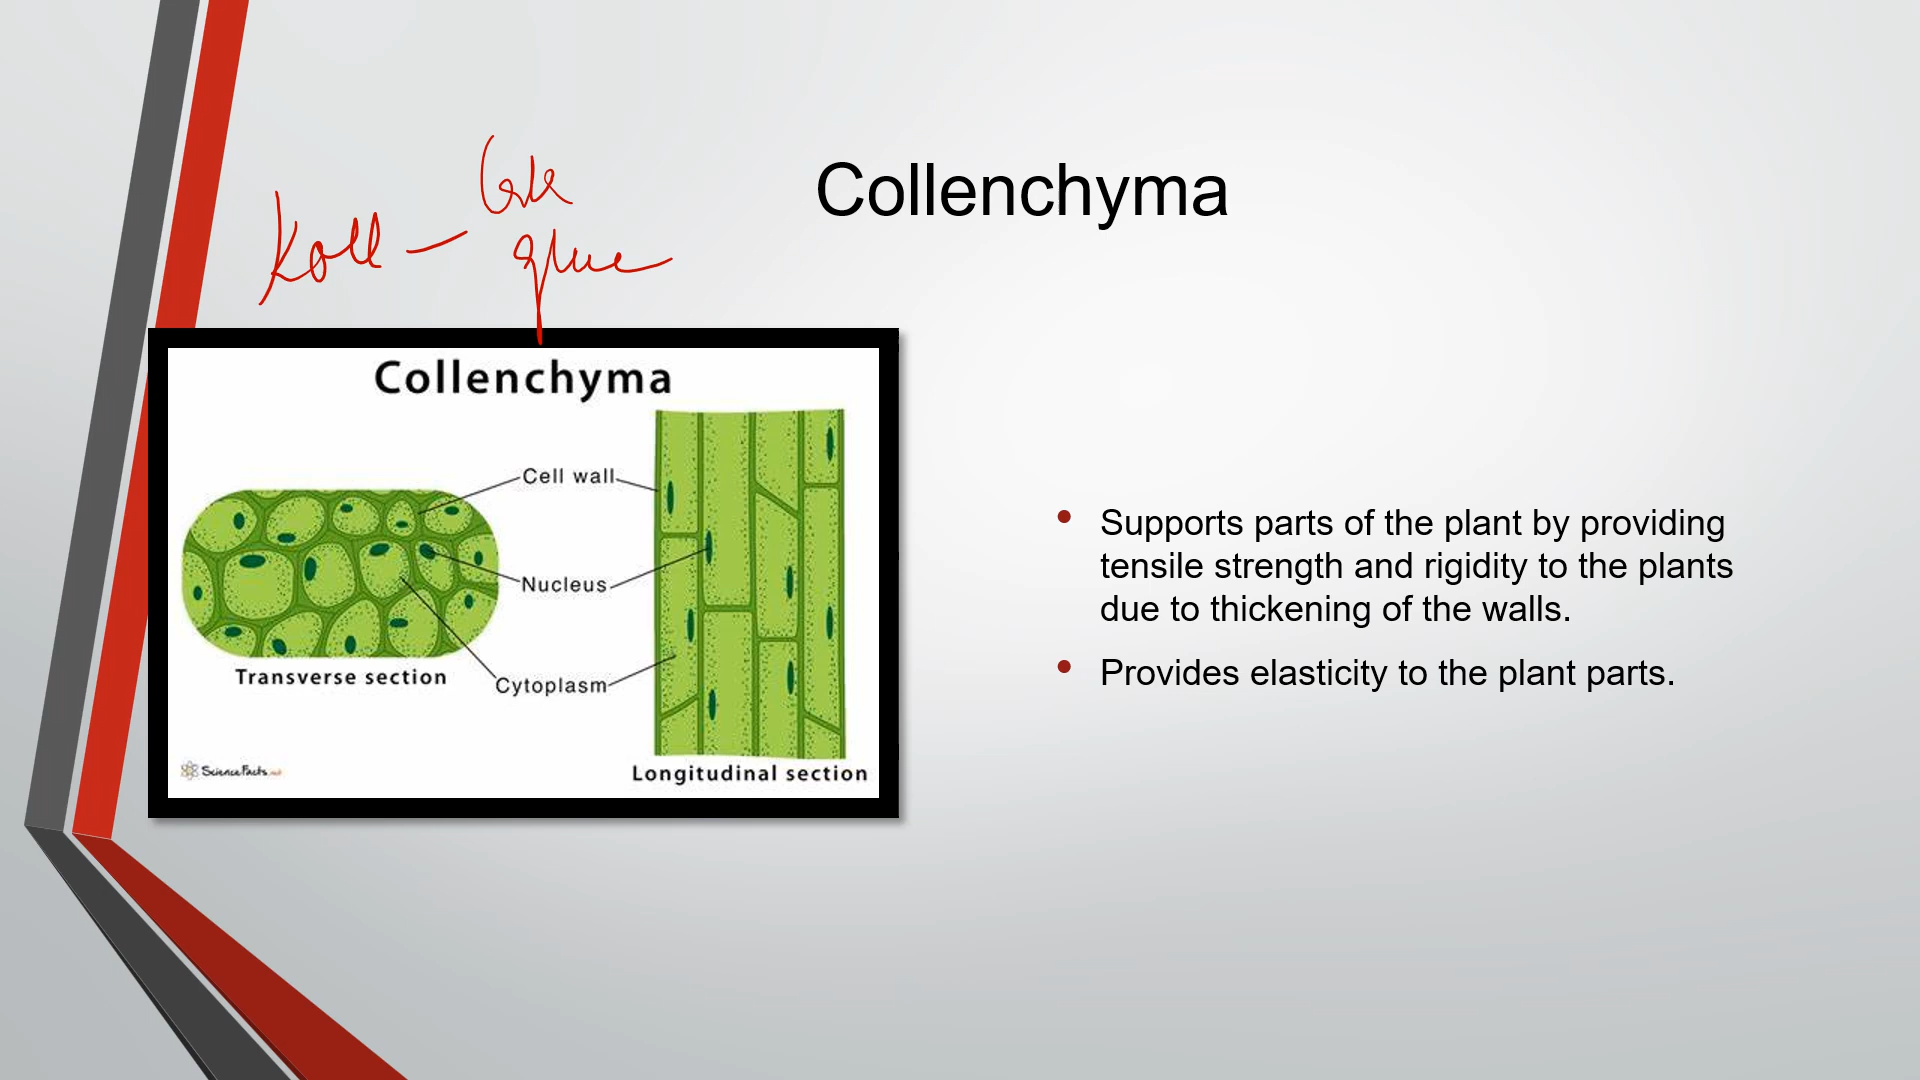 Collenchyma
Koll — 
glue
Collenchyma
Cell wall
Nucleus
Cytoplasm
Transverse section
Longitudinal section
ScienceFacts.net
• Supports parts of the plant by providing
tensile strength and rigidity to the plants
due to thickening of the walls.
• Provides elasticity to the plant parts.